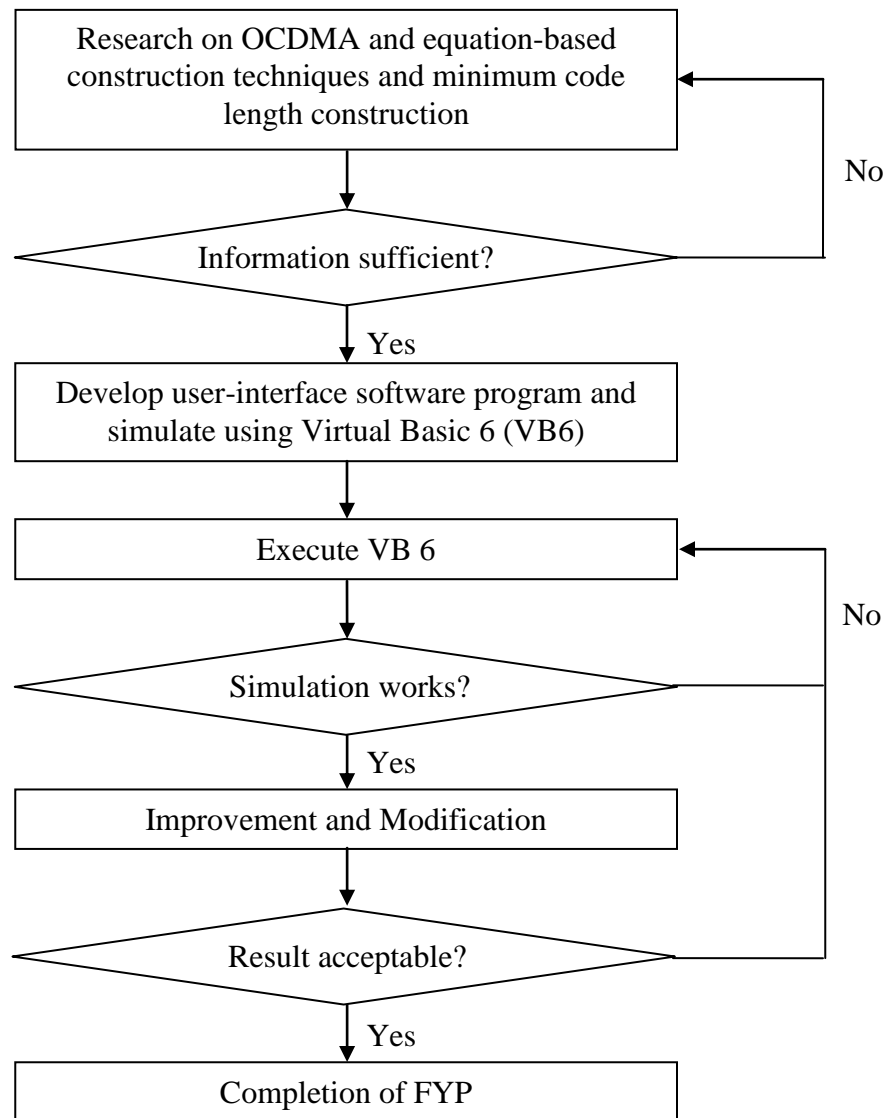 Research on OCDMA and equation-based
construction techniques and minimum code
length construction
No
Information sufficient?
Yes
Develop user-interface software program and
simulate using Virtual Basic 6 (VB6)
Execute VB 6
No
Simulation works?
Yes
Improvement and Modification
Result acceptable?
Yes
Completion of FYP